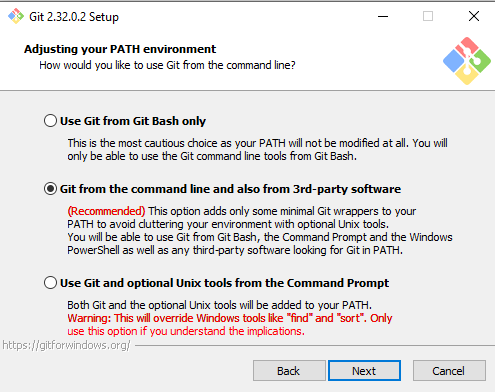 Git 2.32.0.2 Setup
Adjusting your PATH environment
How would you like to use Git from the command line?
Use Git from Git Bash only
This is the most cautious choice as your PATH will not be modified at all. You will
only be able to use the Git command line tools from Git Bash.
Git from the command line and also from 3rd-party software
(Recommended) This option adds only some minimal Git wrappers to your
PATH to avoid cluttering your environment with optional Unix tools.
You will be able to use Git from Git Bash, the Command Prompt and the Windows
PowerShell as well as any third-party software looking for Git in PATH.
Use Git and optional Unix tools from the Command Prompt
Both Git and the optional Unix tools will be added to your PATH.
Warning: This will override Windows tools like "find" and "sort". Only
use this option if you understand the implications.
https://gitforwindows.org/
Back
Next
Cancel